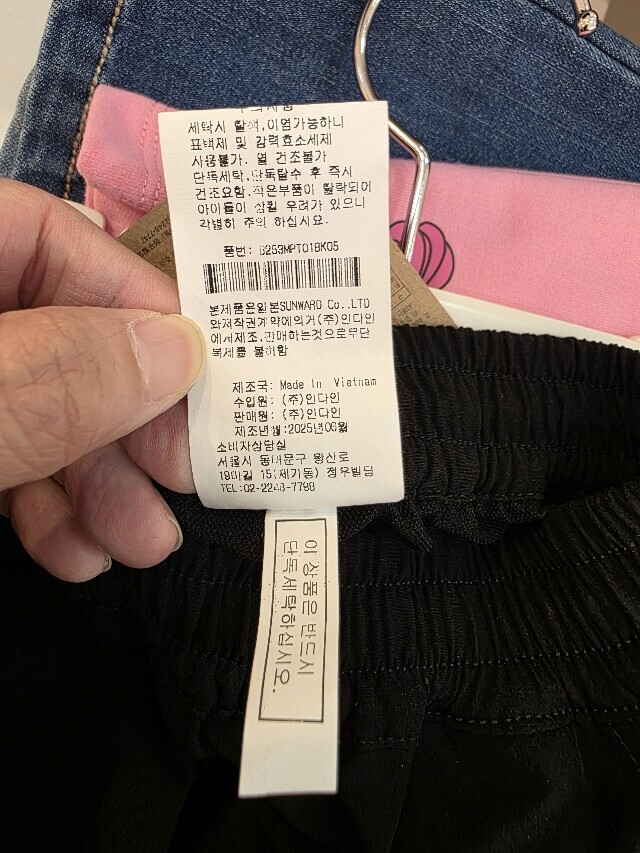 세탁시 탈색,이염가능하니
표백제 및 강력효소세제
사용불가. 열 건조불가
단독세탁,단독탈수 후 즉시
건조요함.작은부품이 탈락되어
아이들이 삼킬 우려가 있으니
각별히 주의 하십시요.
품번: B253MPT01BK05
본제품은일본SUNWARD Co.,LTD
와저작권계약에의거(주)인다인
에서제조,판매하는것으로무단
복제를 불허함
제조국: Made In Vietnam
수입원: (주)인다인
판매원: (주)인다인
제조년월:2025년06월
소비자상담실
서울시 동대문구 왕산로
19마길 15(제기동) 정우빌딩
TEL:02-2248-7798
이 상품은 반드시
단독세탁하십시오.